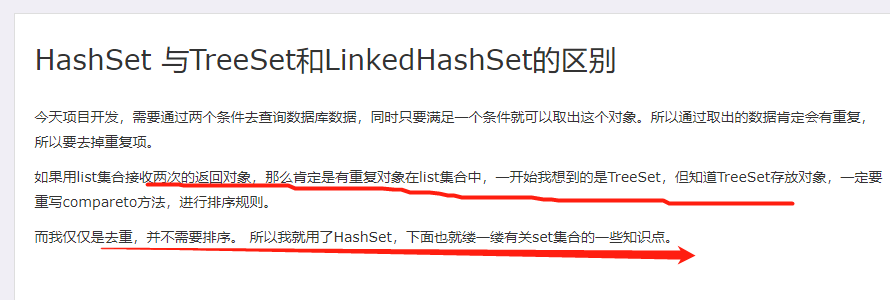 HashSet 与TreeSet和LinkedHashSet的区别
今天项目开发，需要通过两个条件去查询数据库数据，同时只要满足一个条件就可以取出这个对象。所以通过取出的数据肯定会有重复，
所以要去掉重复项。
如果用list集合接收两次的返回对象，那么肯定是有重复对象在list集合中，一开始我想到的是TreeSet，但知道TreeSet存放对象，一定要
重写compareto方法，进行排序规则。
而我仅仅是去重，并不需要排序。 所以我就用了HashSet，下面也就缕一缕有关set集合的一些知识点。